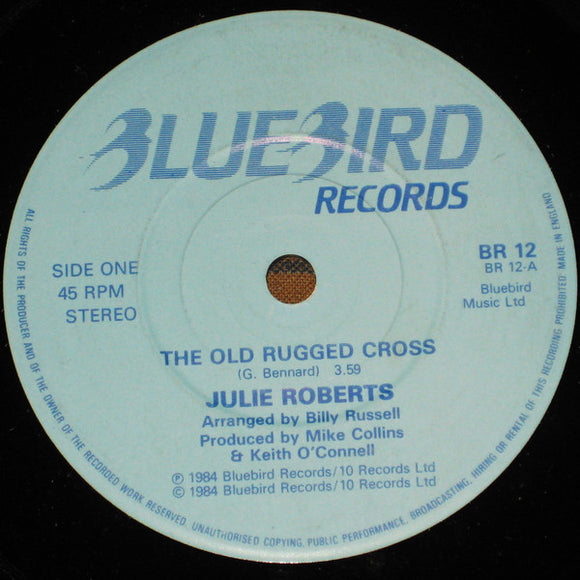 BLUEBIRD
RECORDS
SIDE ONE
45 RPM
STEREO
BR 12
BR 12-A
Bluebird
Music Ltd
THE OLD RUGGED CROSS
(G. Bennard) 3.59
JULIE ROBERTS
Arranged by Billy Russell
Produced by Mike Collins
& Keith O'Connell
℗ 1984 Bluebird Records/10 Records Ltd
© 1984 Bluebird Records/10 Records Ltd
ALL RIGHTS OF THE PRODUCER AND OF THE OWNER OF THE RECORDED WORK RESERVED. UNAUTHORISED COPYING, PUBLIC PERFORMANCE, BROADCASTING, HIRING OR RENTAL OF THIS RECORDING PROHIBITED. MADE IN ENGLAND